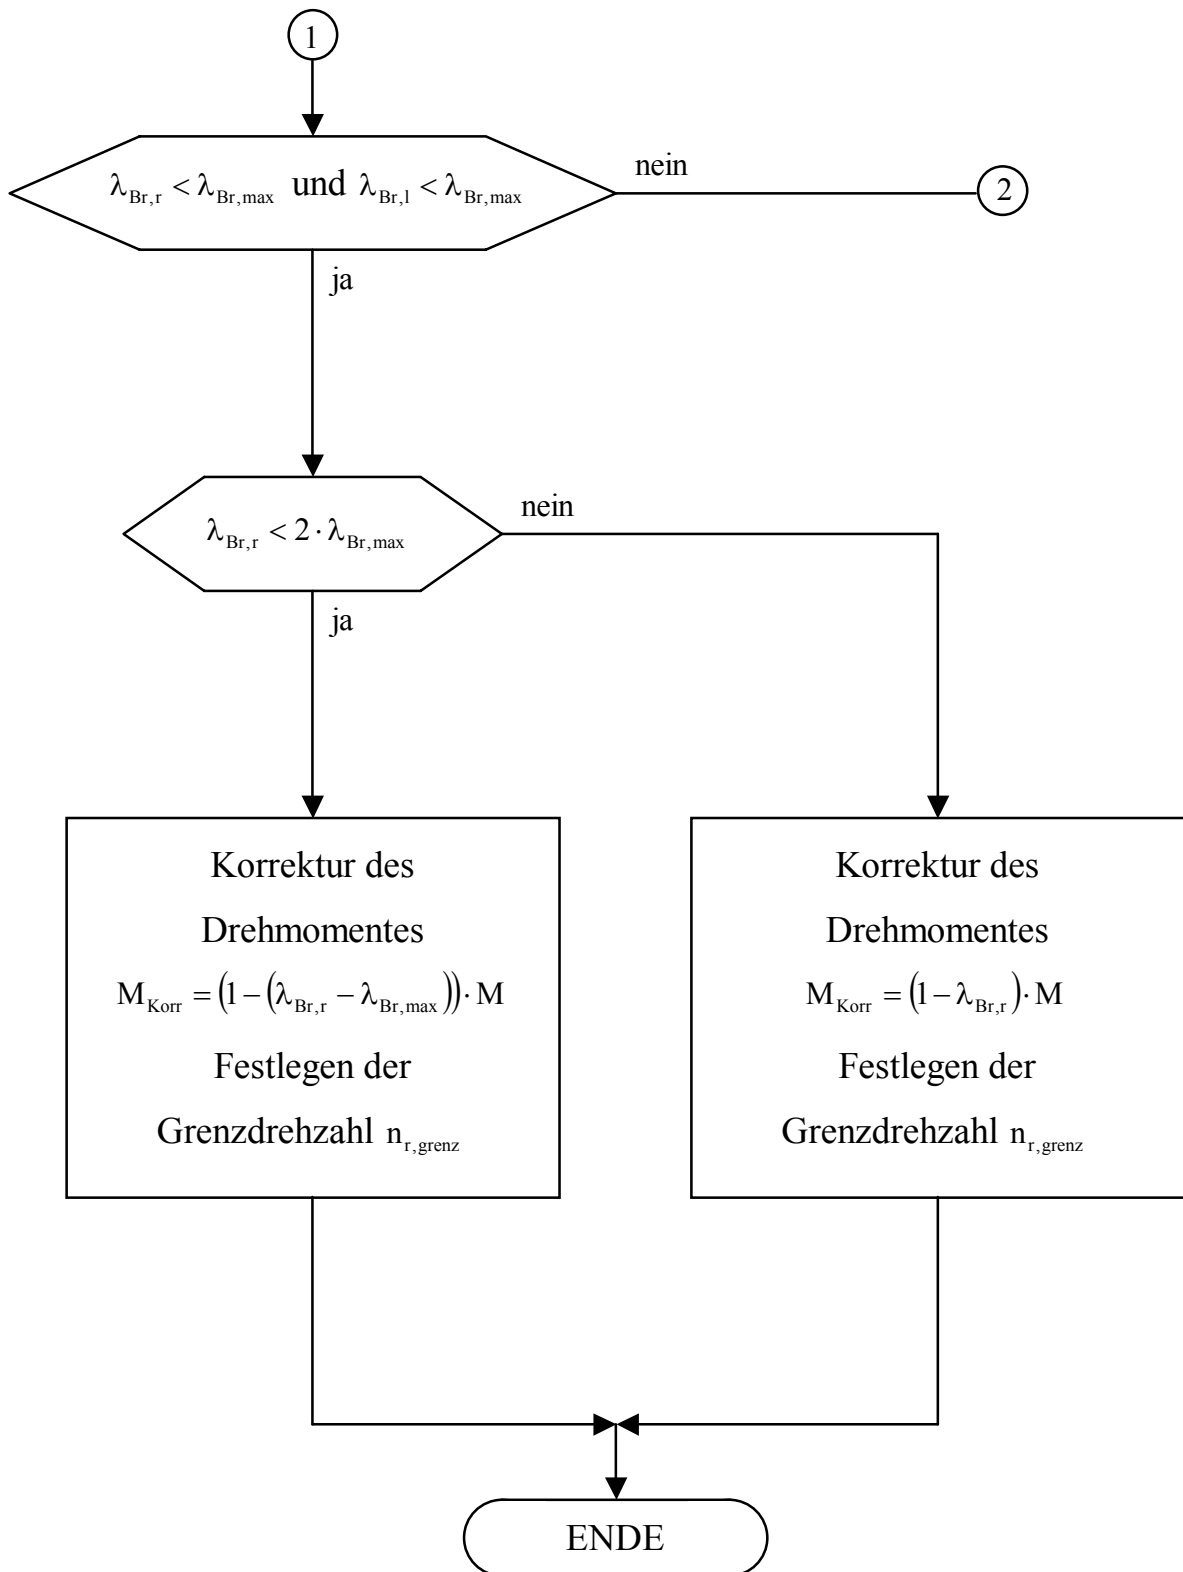 1
λ_Br,r < λ_Br,max und λ_Br,l < λ_Br,max
nein
2
ja
λ_Br,r < 2 · λ_Br,max
nein
ja
Korrektur des
Drehmomentes
M_Korr = (1 − (λ_Br,r − λ_Br,max)) · M
Festlegen der
Grenzdrehzahl n_r,grenz
Korrektur des
Drehmomentes
M_Korr = (1 − λ_Br,r) · M
Festlegen der
Grenzdrehzahl n_r,grenz
ENDE